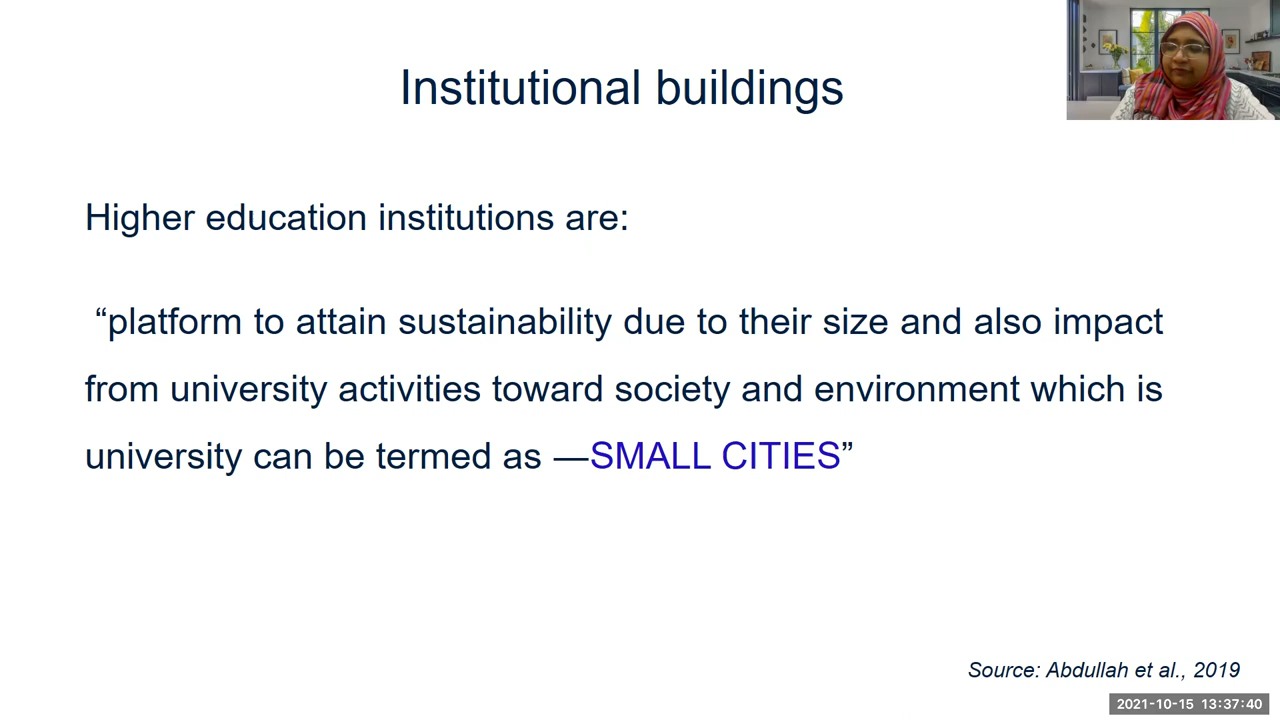 Institutional buildings
Higher education institutions are:
“platform to attain sustainability due to their size and also impact
from university activities toward society and environment which is
university can be termed as —SMALL CITIES”
Source: Abdullah et al., 2019
2021-10-15 13:37:40